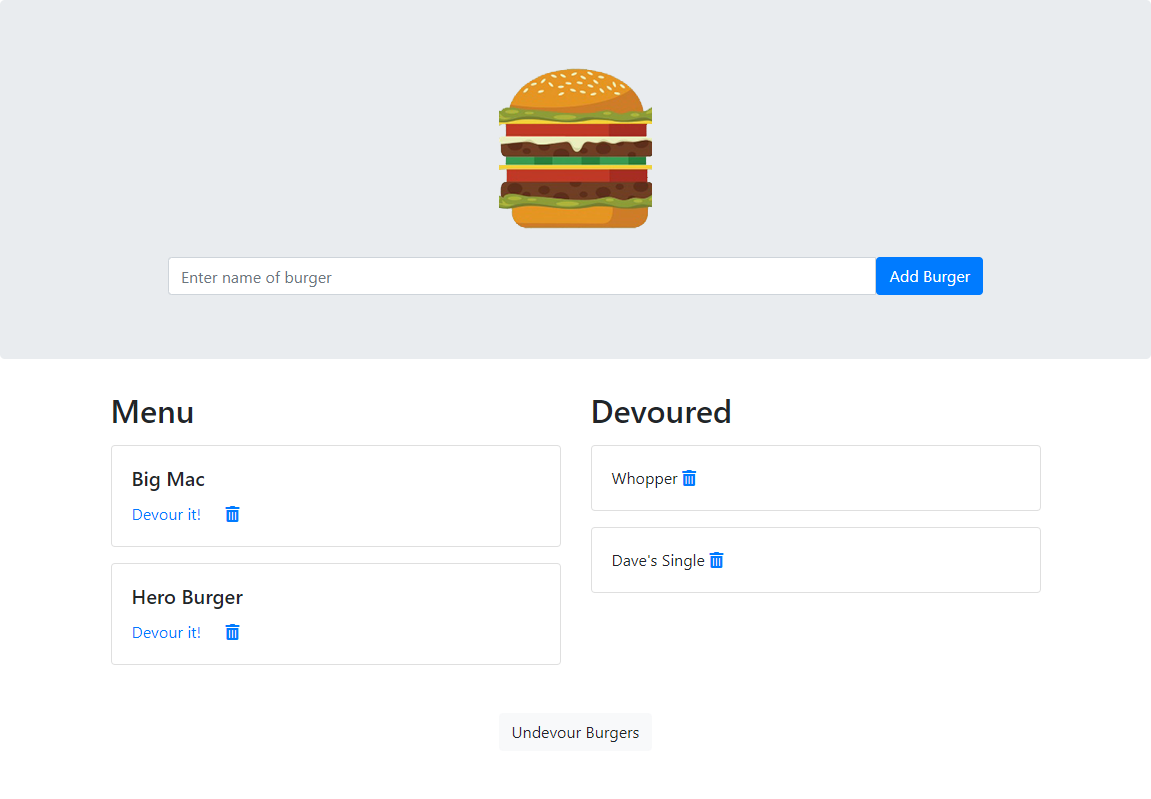 Enter name of burger
Add Burger
Menu
Big Mac
Devour it!
Hero Burger
Devour it!
Devoured
Whopper
Dave's Single
Undevour Burgers